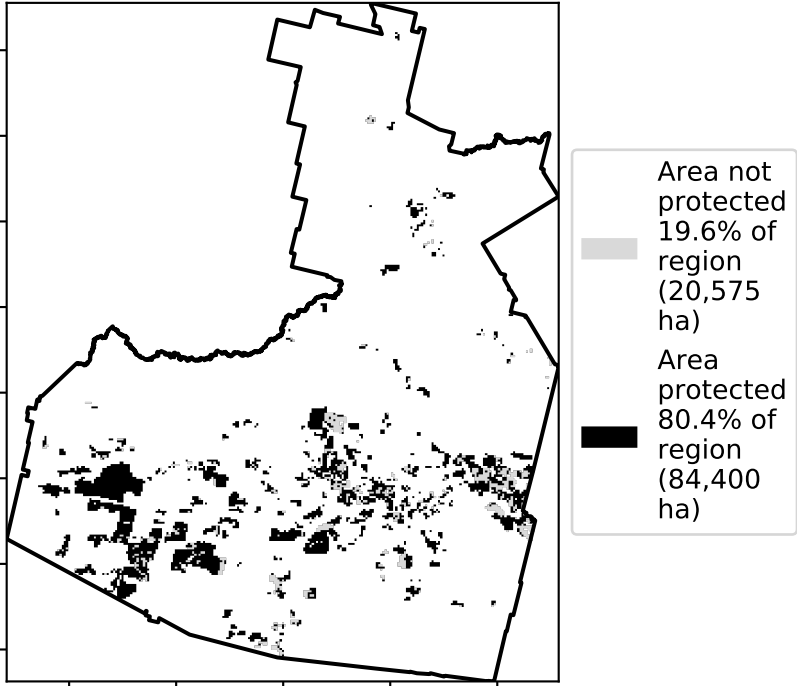 Area not
protected
19.6% of
region
(20,575
ha)
Area
protected
80.4% of
region
(84,400
ha)